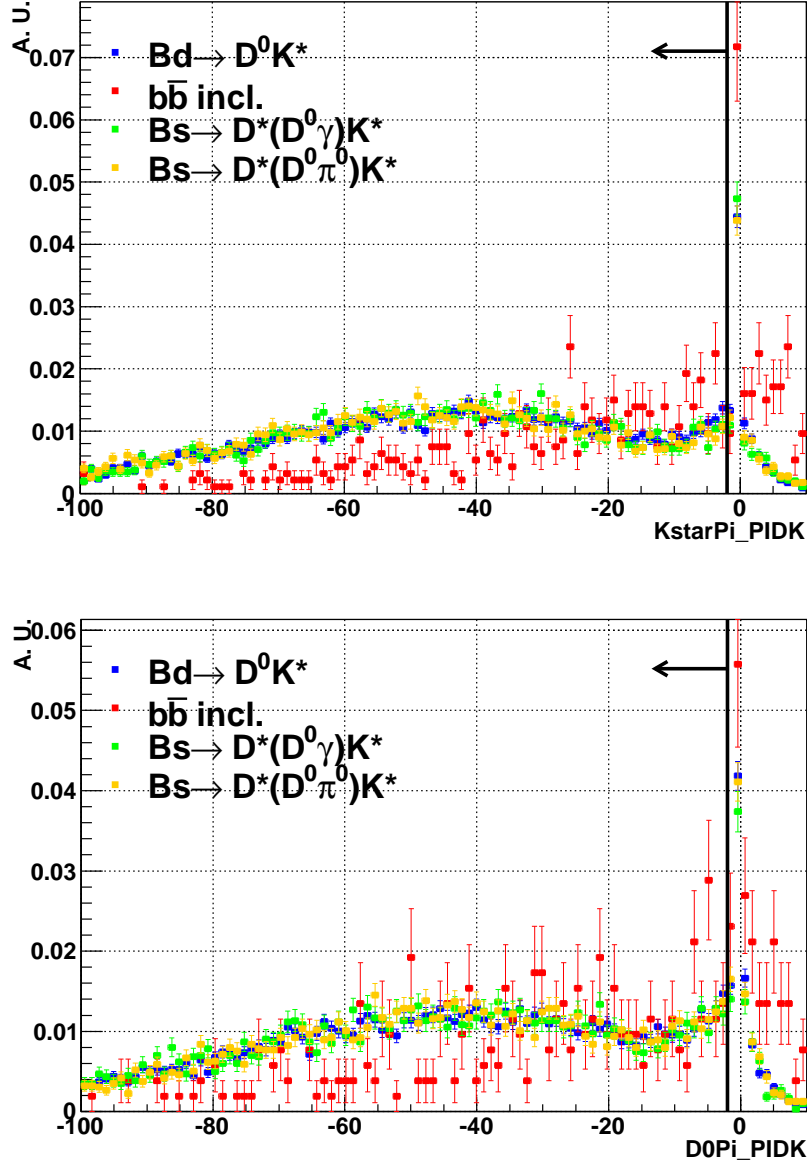 A. U.
0.07
0.06
0.05
0.04
0.03
0.02
0.01
0
Bd→ D⁰K*
bb̅ incl.
Bs→ D*(D⁰γ)K*
Bs→ D*(D⁰π⁰)K*
-100 -80 -60 -40 -20 0
KstarPi_PIDK
A. U.
0.06
0.05
0.04
0.03
0.02
0.01
0
Bd→ D⁰K*
bb̅ incl.
Bs→ D*(D⁰γ)K*
Bs→ D*(D⁰π⁰)K*
-100 -80 -60 -40 -20 0
D0Pi_PIDK